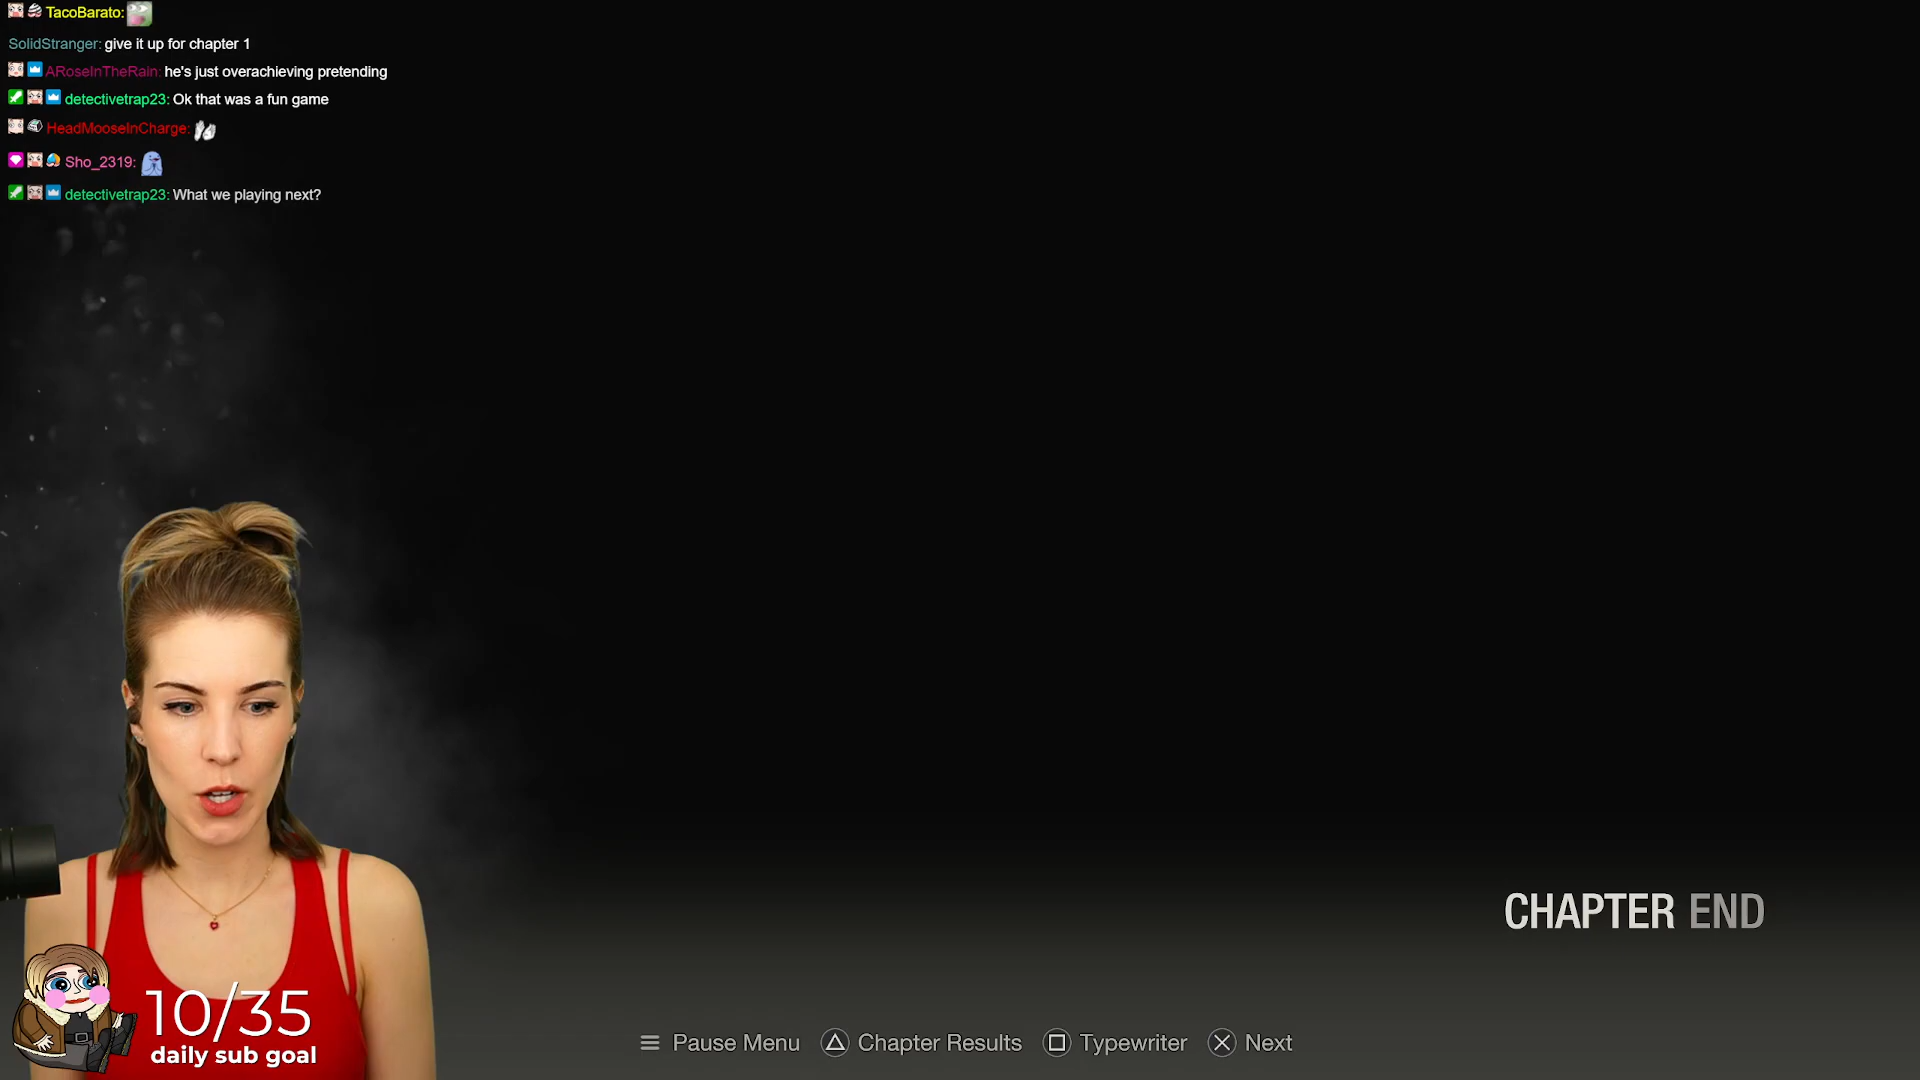 TacoBarato:
SolidStranger: give it up for chapter 1
ARoseInTheRain: he's just overachieving pretending
detectivetrap23: Ok that was a fun game
HeadMooseInCharge:
Sho_2319:
detectivetrap23: What we playing next?
CHAPTER END
10/35
daily sub goal
Pause Menu Chapter Results Typewriter Next